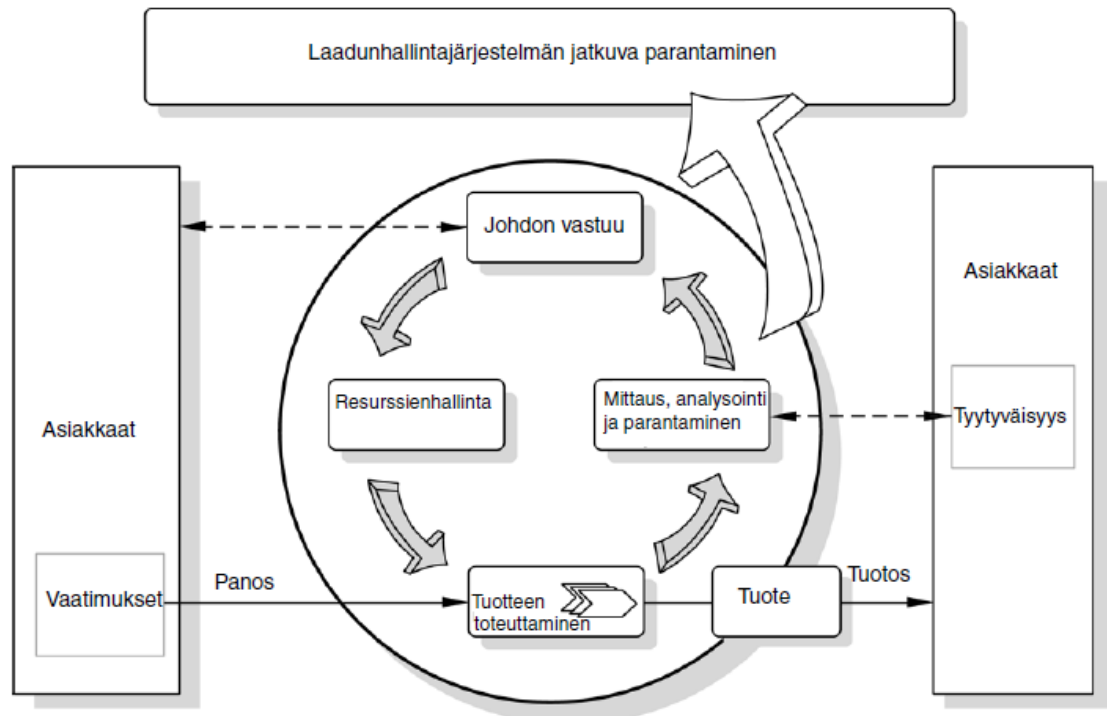 Laadunhallintajärjestelmän jatkuva parantaminen
Johdon vastuu
Asiakkaat
Resurssienhallinta
Mittaus, analysointi
ja parantaminen
Tyytyväisyys
Asiakkaat
Vaatimukset
Panos
Tuotteen
toteuttaminen
Tuote
Tuotos